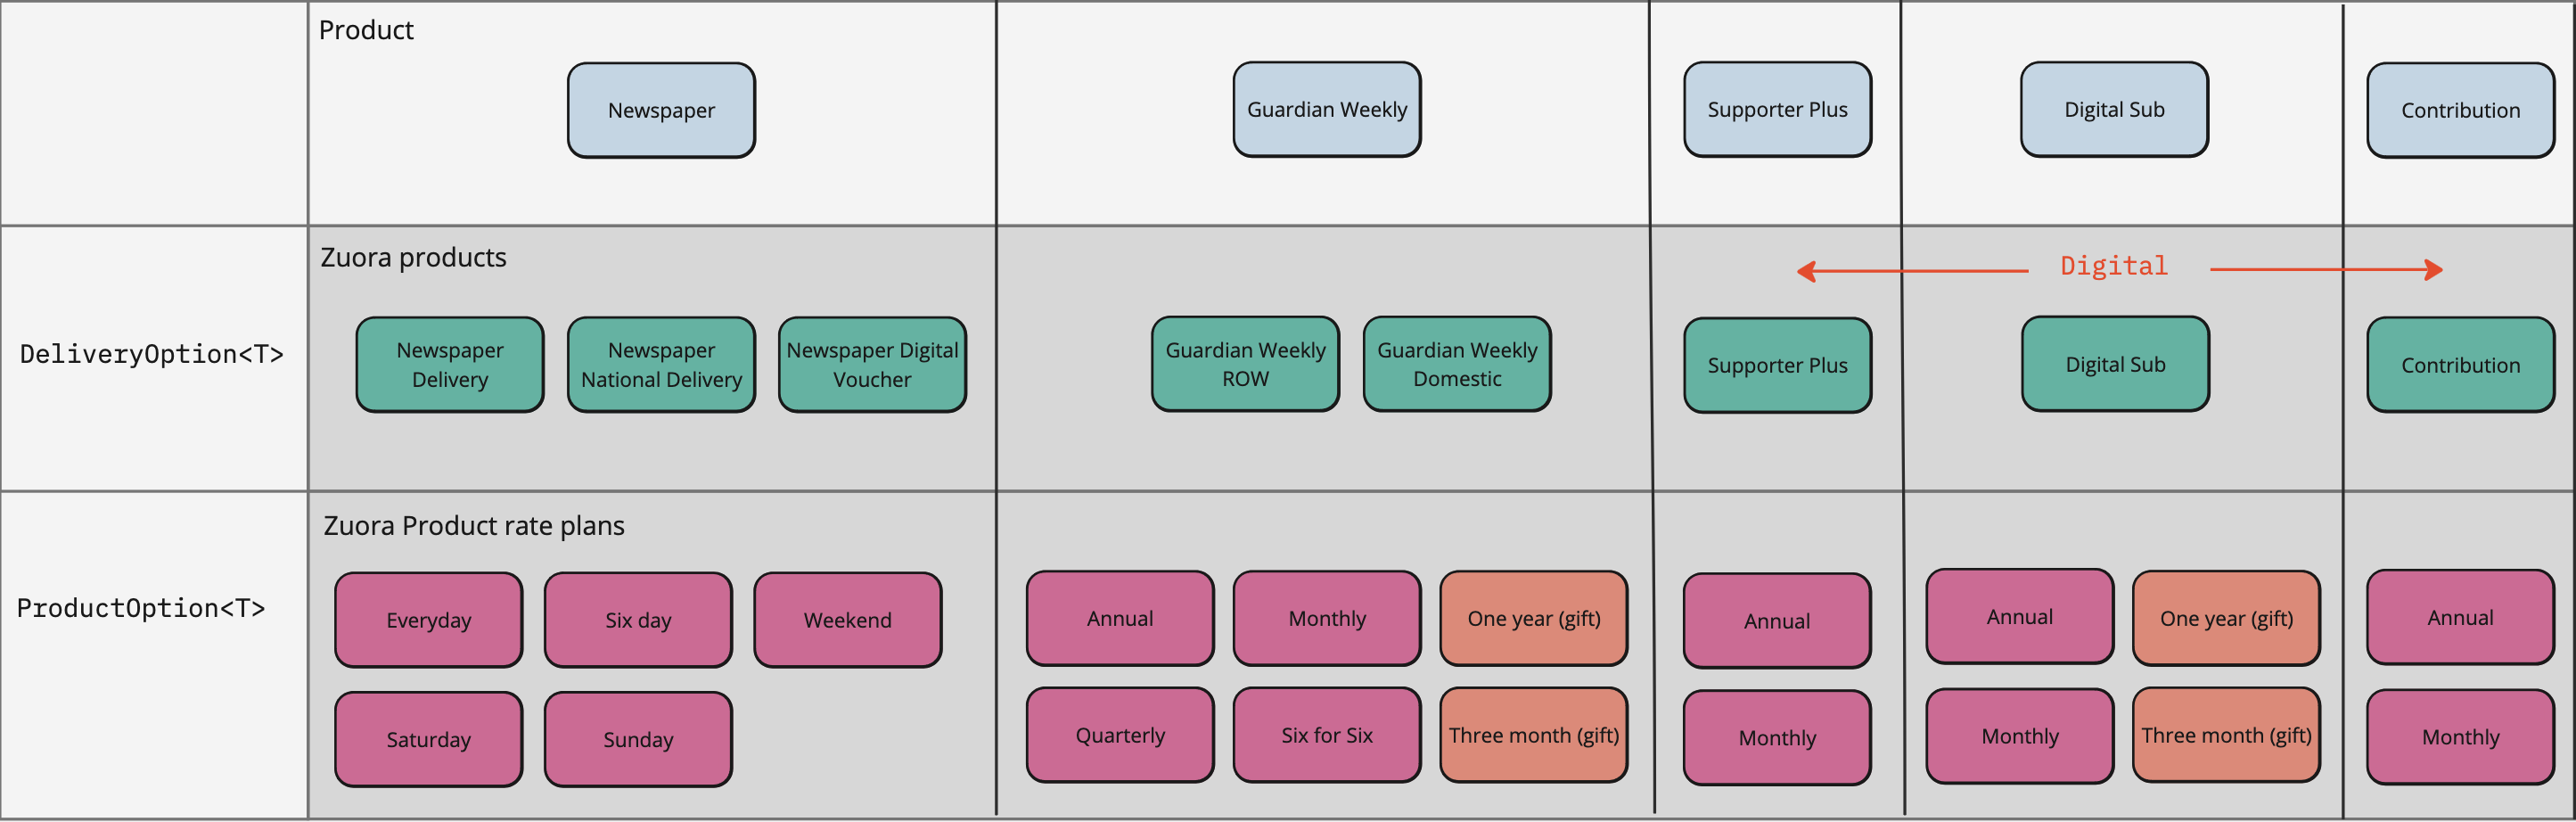 Product
Newspaper
Guardian Weekly
Supporter Plus
Digital Sub
Contribution
DeliveryOption<T>
Zuora products
Digital
Newspaper
Delivery
Newspaper
National Delivery
Newspaper Digital
Voucher
Guardian Weekly
ROW
Guardian Weekly
Domestic
Supporter Plus
Digital Sub
Contribution
ProductOption<T>
Zuora Product rate plans
Everyday
Six day
Weekend
Saturday
Sunday
Annual
Monthly
One year (gift)
Quarterly
Six for Six
Three month (gift)
Annual
Monthly
Annual
One year (gift)
Monthly
Three month (gift)
Annual
Monthly